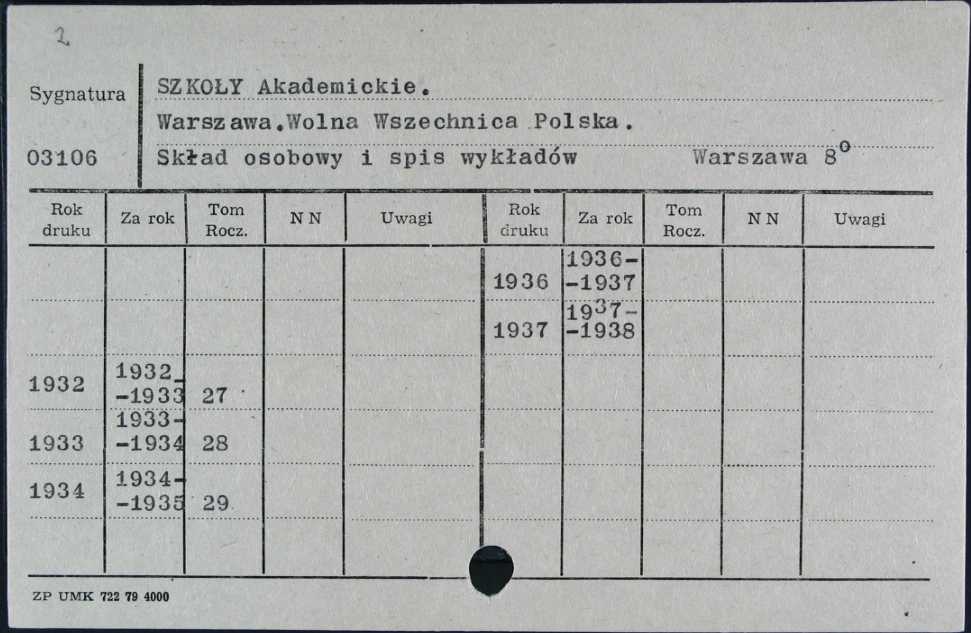 2
SZKOŁY Akademickie.
Sygnatura
Warszawa.Wolna Wszechnica Polska.
03106 Skład osobowy i spis wykładów Warszawa 8°
Rok druku Za rok Tom Rocz. N N Uwagi Rok druku Za rok Tom Rocz. N N Uwagi
1936 1936-
-1937
1937 1937-
-1938
1932 1932_
-1933 27
1933 1933-
-1934 28
1934 1934-
-1935 29
ZP UMK 722 79 4000